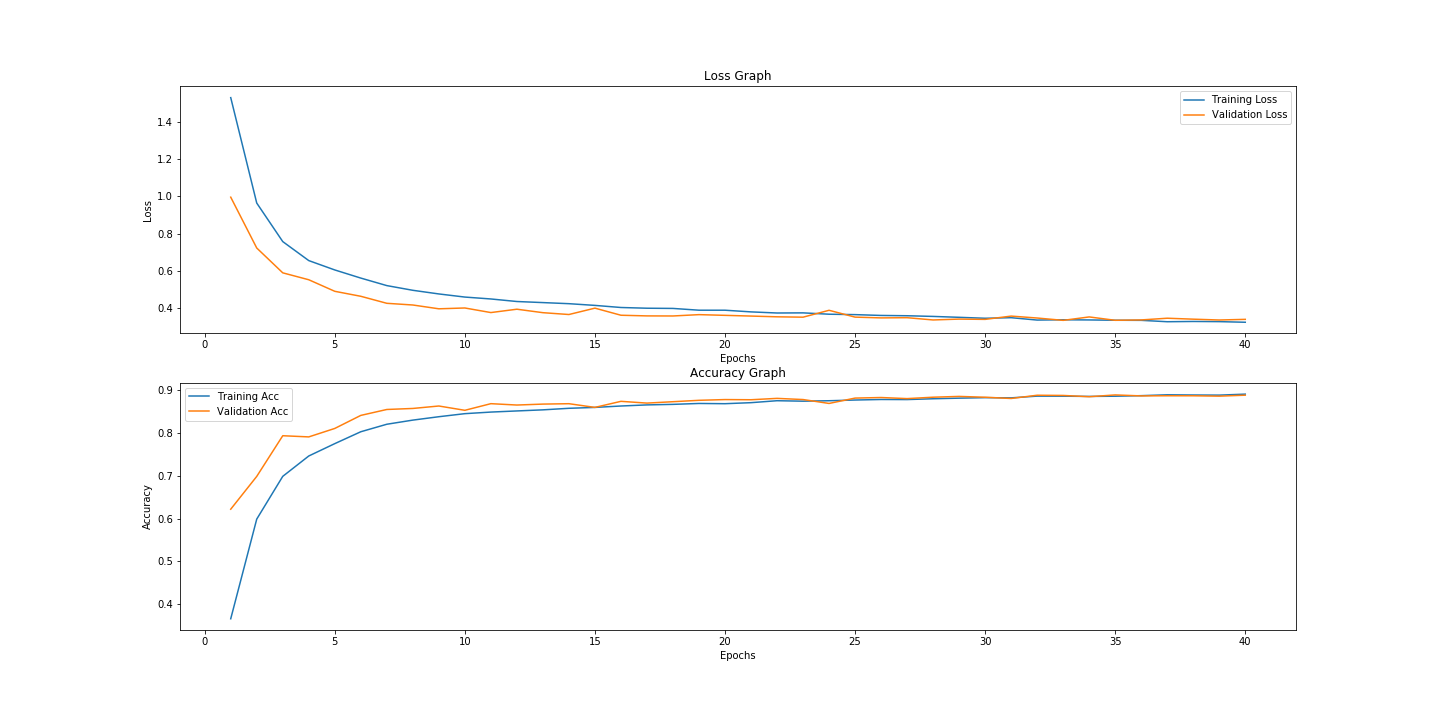 Loss Graph
Training Loss
Validation Loss
1.4
1.2
1.0
0.8
0.6
0.4
Loss
0 5 10 15 20 25 30 35 40
Epochs
Accuracy Graph
Training Acc
Validation Acc
0.9
0.8
0.7
0.6
0.5
0.4
Accuracy
0 5 10 15 20 25 30 35 40
Epochs